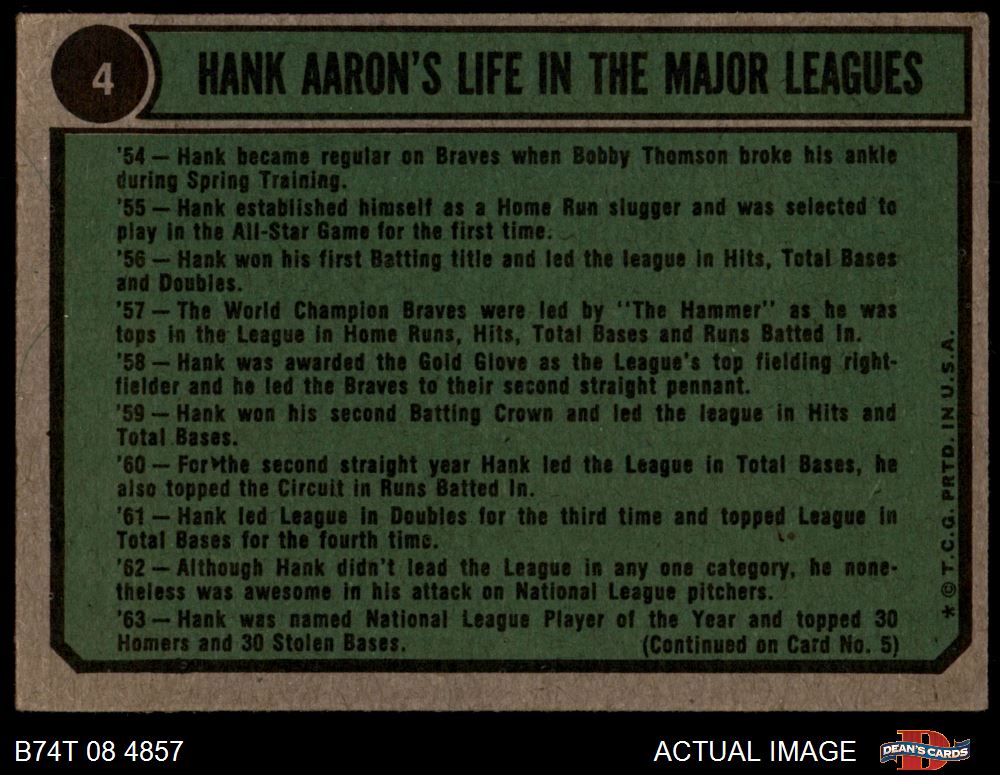 4
HANK AARON'S LIFE IN THE MAJOR LEAGUES
'54 — Hank became regular on Braves when Bobby Thomson broke his ankle
during Spring Training.
'55 — Hank established himself as a Home Run slugger and was selected to
play in the All-Star Game for the first time.
'56 — Hank won his first Batting title and led the league in Hits, Total Bases
and Doubles.
'57 — The World Champion Braves were led by "The Hammer" as he was
tops in the League in Home Runs, Hits, Total Bases and Runs Batted In.
'58 — Hank was awarded the Gold Glove as the League's top fielding right-
fielder and he led the Braves to their second straight pennant.
'59 — Hank won his second Batting Crown and led the league in Hits and
Total Bases.
'60 — For the second straight year Hank led the League in Total Bases, he
also topped the Circuit in Runs Batted In.
'61 — Hank led League in Doubles for the third time and topped League in
Total Bases for the fourth time.
'62 — Although Hank didn't lead the League in any one category, he none-
theless was awesome in his attack on National League pitchers.
'63 — Hank was named National League Player of the Year and topped 30
Homers and 30 Stolen Bases. (Continued on Card No. 5)
* © T.C.G. PRTD. IN U.S.A.
B74T 08 4857
ACTUAL IMAGE
D
DEAN'S CARDS